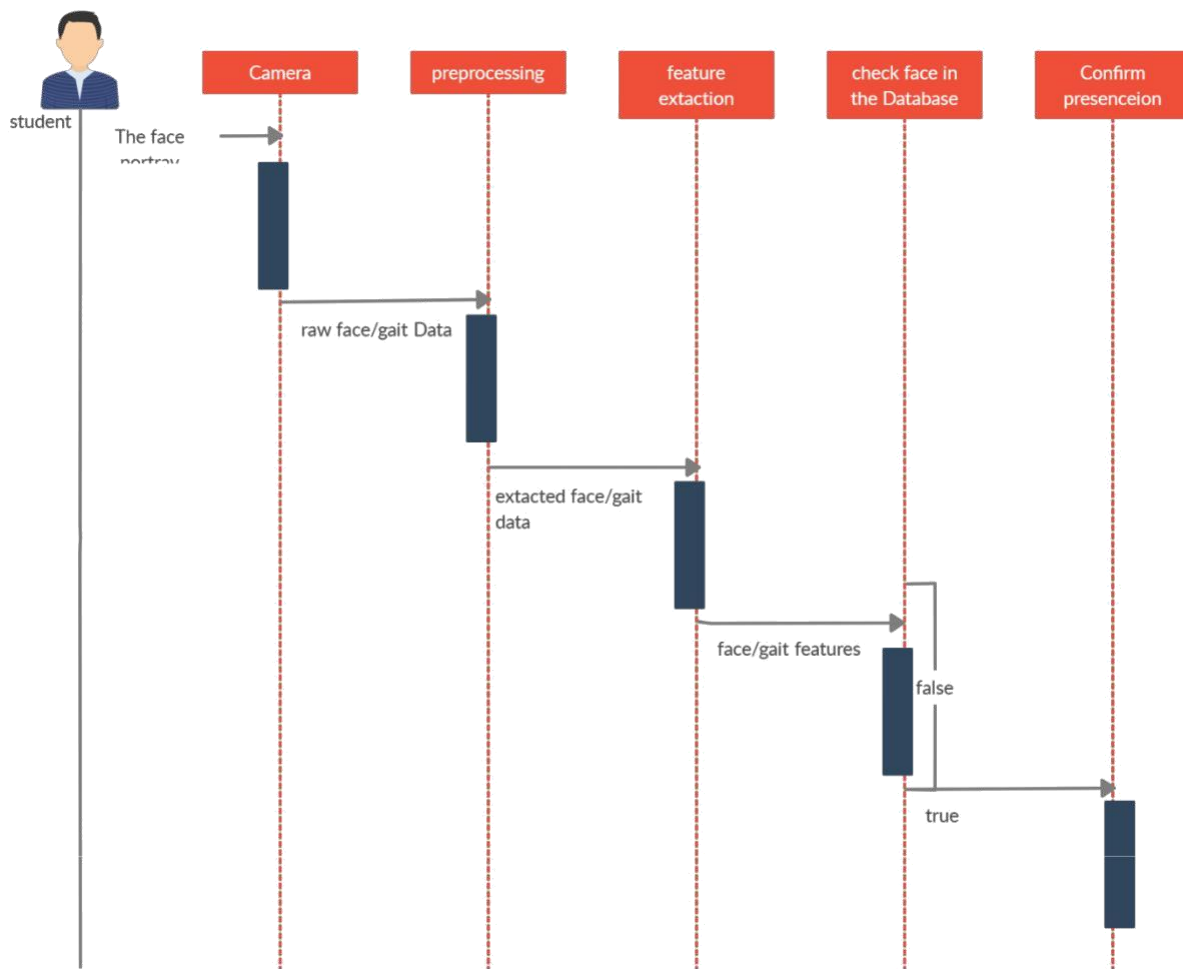 Camera
preprocessing
feature
extaction
check face in
the Database
Confirm
presenceion
student
The face
portray
raw face/gait Data
extacted face/gait
data
face/gait features
false
true